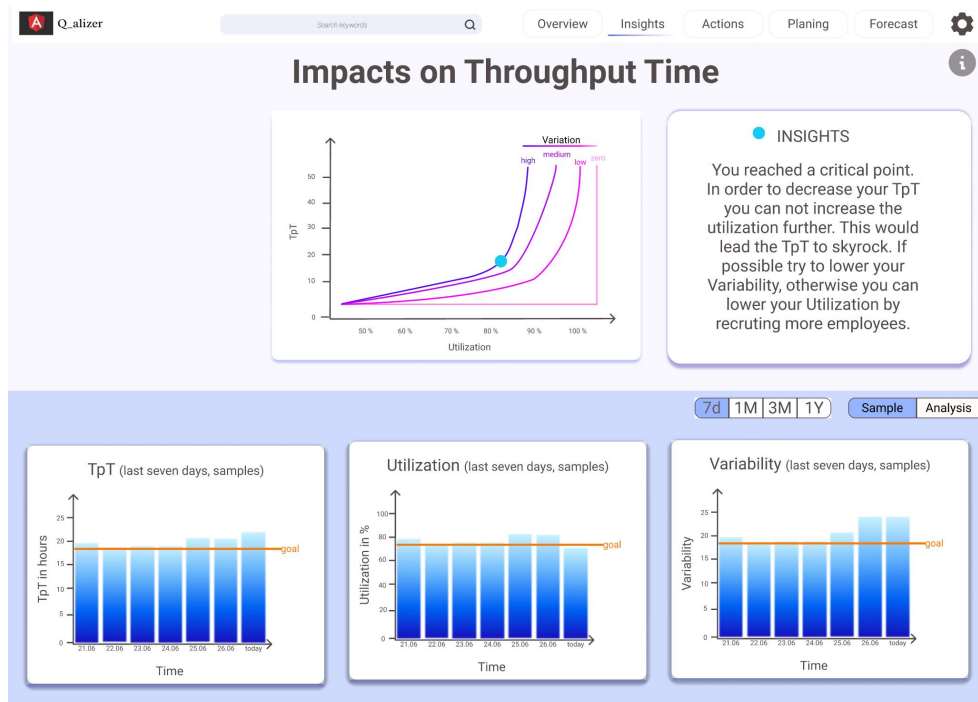 Q_alizer
Search keywords
Overview
Insights
Actions
Planing
Forecast
Impacts on Throughput Time
Variation
high
medium
low
zero
TpT
50
40
30
20
10
0
50 %
60 %
70 %
80 %
90 %
100 %
Utilization
INSIGHTS
You reached a critical point.
In order to decrease your TpT
you can not increase the
utilization further. This would
lead the TpT to skyrock. If
possible try to lower your
Variability, otherwise you can
lower your Utilization by
recruting more employees.
7d
1M
3M
1Y
Sample
Analysis
TpT (last seven days, samples)
TpT in hours
25
20
15
10
5
0
goal
21.06
22.06
23.06
24.06
25.06
26.06
today
Time
Utilization (last seven days, samples)
Utilization in %
100
80
60
40
20
0
goal
21.06
22.06
23.06
24.06
25.06
26.06
today
Time
Variability (last seven days, samples)
Variability
25
20
15
10
5
0
goal
21.06
22.06
23.06
24.06
25.06
26.06
today
Time